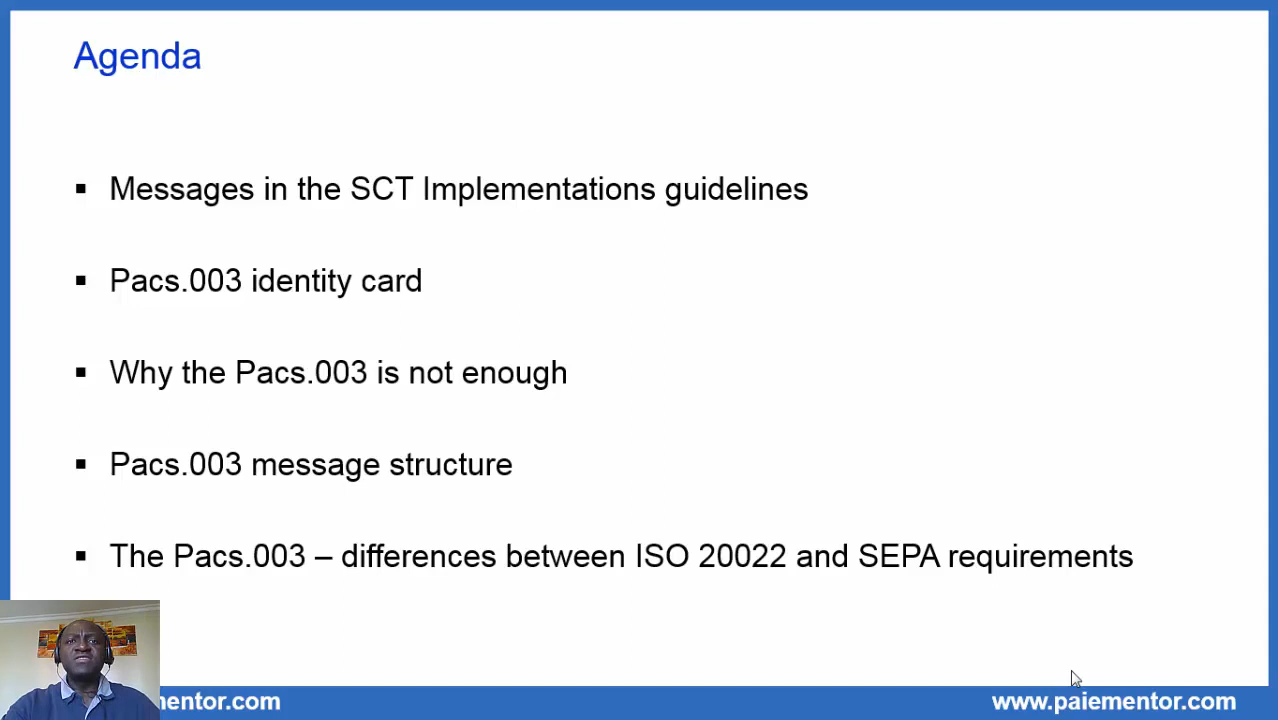 Agenda
▪ Messages in the SCT Implementations guidelines
▪ Pacs.003 identity card
▪ Why the Pacs.003 is not enough
▪ Pacs.003 message structure
▪ The Pacs.003 – differences between ISO 20022 and SEPA requirements
mentor.com
www.paiementor.com